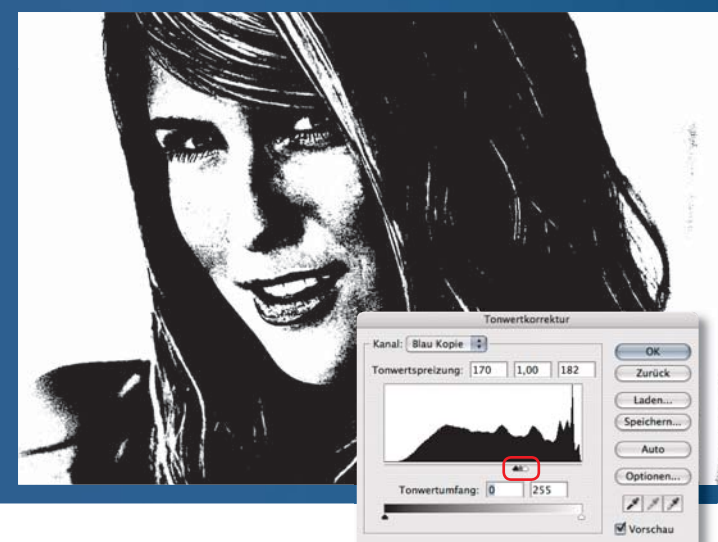 Tonwertkorrektur
Kanal: Blau Kopie
Tonwertspreizung: 170 1,00 182
Tonwertumfang: 0 255
OK
Zurück
Laden...
Speichern...
Auto
Optionen...
Vorschau